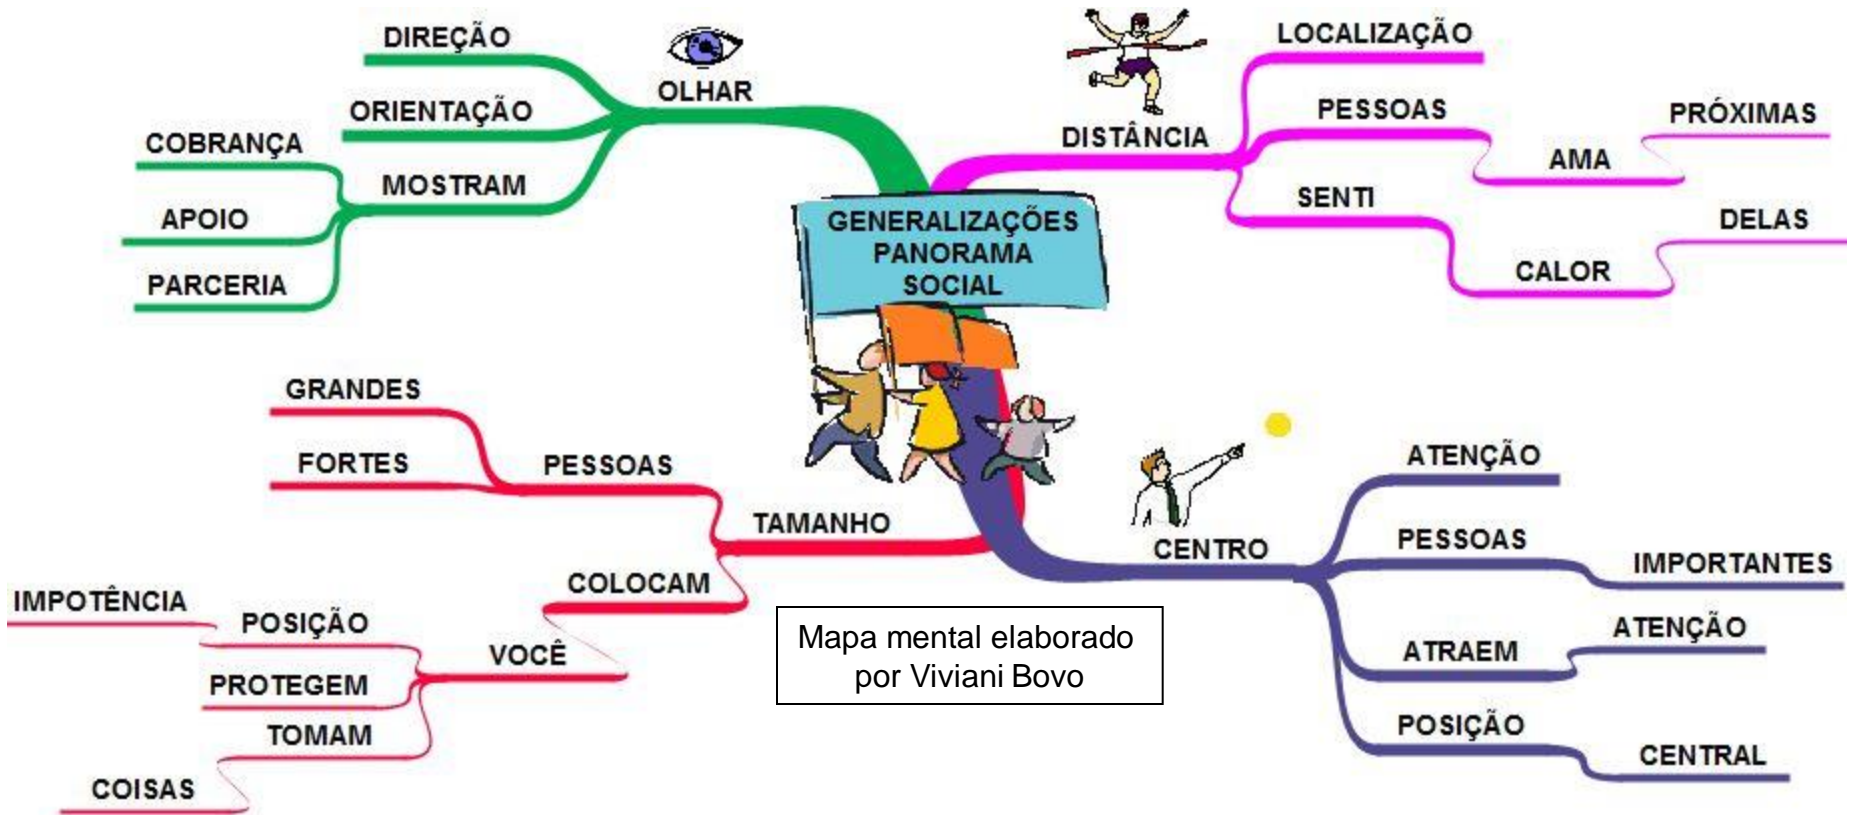 GENERALIZAÇÕES
PANORAMA
SOCIAL
OLHAR
DIREÇÃO
ORIENTAÇÃO
MOSTRAM
COBRANÇA
APOIO
PARCERIA
DISTÂNCIA
LOCALIZAÇÃO
PESSOAS
AMA
PRÓXIMAS
SENTI
CALOR
DELAS
CENTRO
ATENÇÃO
PESSOAS
IMPORTANTES
ATRAEM
ATENÇÃO
POSIÇÃO
CENTRAL
TAMANHO
PESSOAS
GRANDES
FORTES
COLOCAM
VOCÊ
POSIÇÃO
IMPOTÊNCIA
PROTEGEM
TOMAM
COISAS
Mapa mental elaborado
por Viviani Bovo